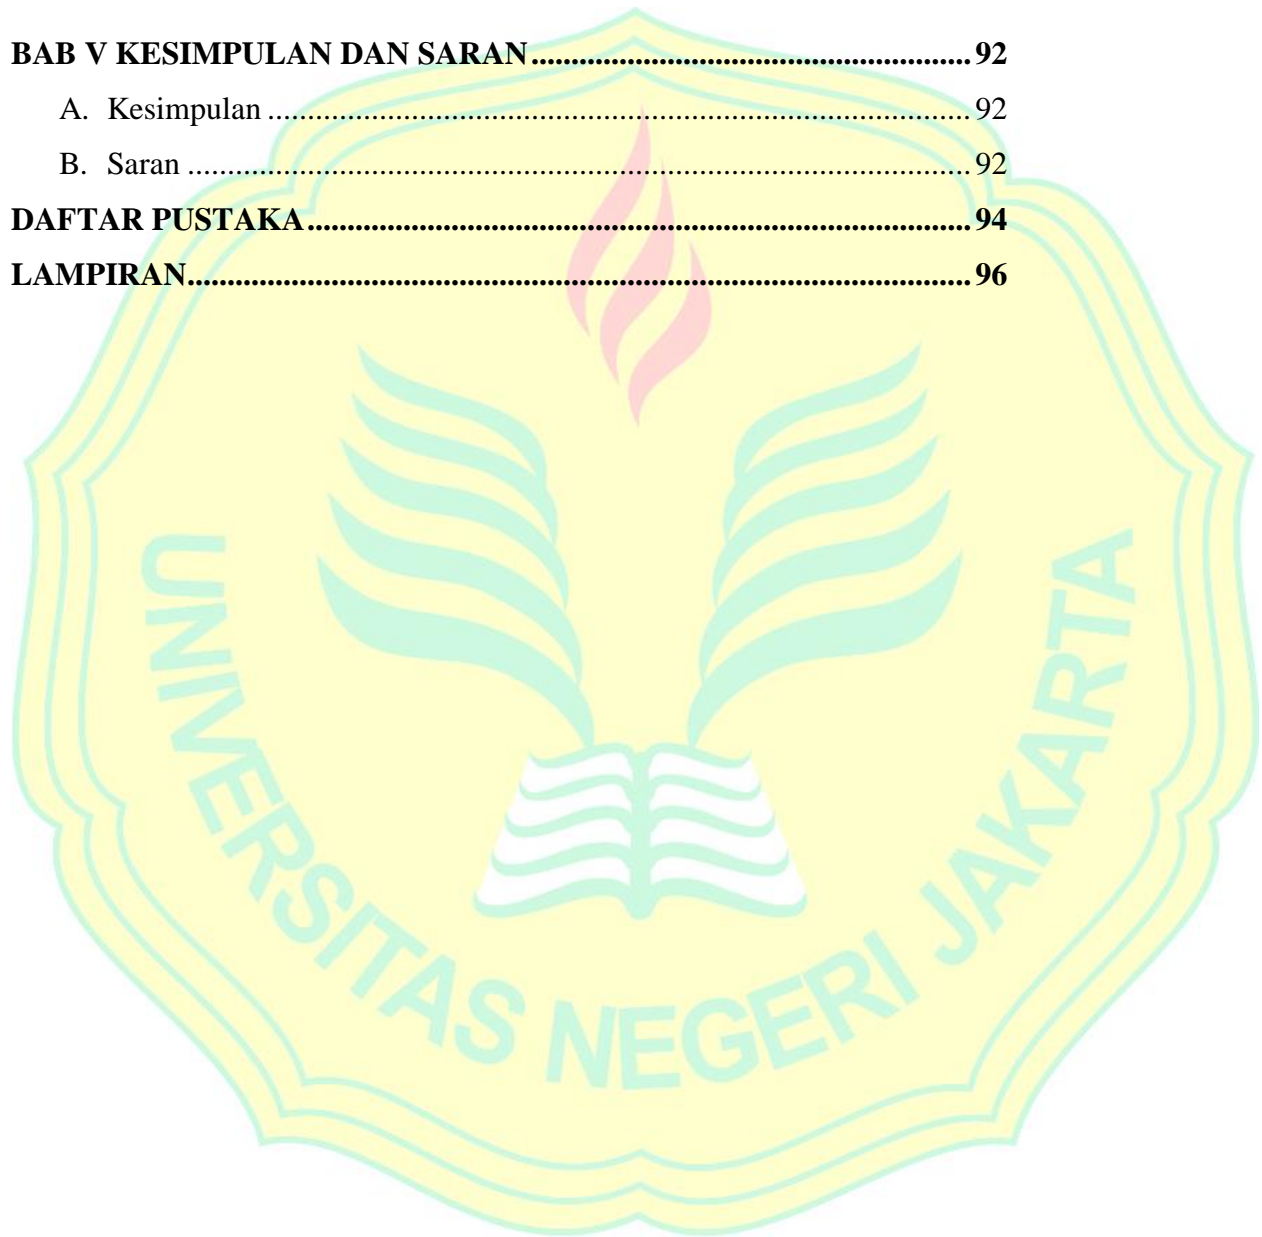 BAB V KESIMPULAN DAN SARAN....................................................... 92
A. Kesimpulan ........................................................................................ 92
B. Saran .................................................................................................. 92
DAFTAR PUSTAKA................................................................................... 94
LAMPIRAN.................................................................................................. 96
UNIVERSITAS NEGERI JAKARTA